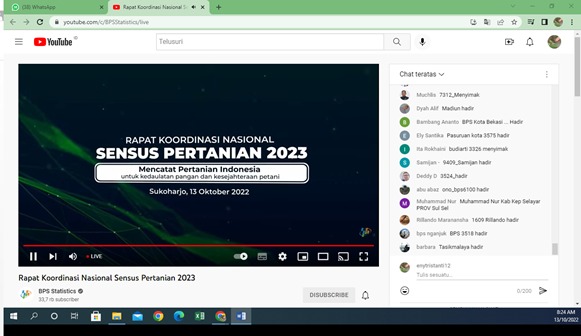 (38) WhatsApp
Rapat Koordinasi Nasional S
youtube.com/c/BPSStatistics/live
YouTube ID
Telusuri
RAPAT KOORDINASI NASIONAL
SENSUS PERTANIAN 2023
Mencatat Pertanian Indonesia
untuk kedaulatan pangan dan kesejahteraan petani
Sukoharjo, 13 Oktober 2022
LIVE
Rapat Koordinasi Nasional Sensus Pertanian 2023
BPS Statistics
33,7 rb subscriber
DISUBSCRIBE
Chat teratas
Muchlis 7312_Menyimak
Dyah Alif Madiun hadir
Bambang Ananto BPS Kota Bekasi ... Hadir
Ely Santika Pasuruan kota 3575 hadir
Ita Rokhaini budiarti 3326 menyimak
Samijan - 9409_Samijan hadir
Deddy D 3524_hadir
abu abaz ono_bps6100 hadir
Muhammad Nur Muhammad Nur Kab Kep Selayar
PROV Sul Sel
Rillando Maranansha 1609 Rillando hadir
bps nganjuk BPS 3518 hadir
barbara Tasikmalaya hadir
enytristanti12
Tulis sesuatu...
0/200
8:24 AM
13/10/2022